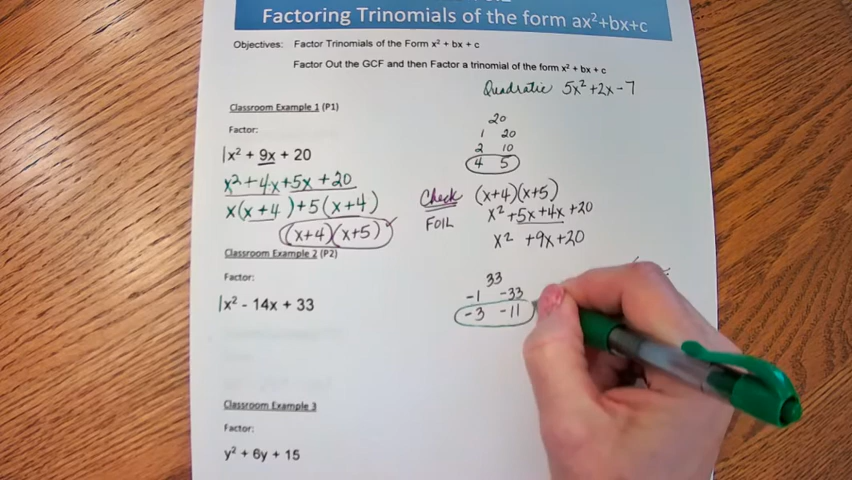 Factoring Trinomials of the form ax²+bx+c
Objectives: Factor Trinomials of the Form x² + bx + c
Factor Out the GCF and then Factor a trinomial of the form x² + bx + c
Quadratic 5x²+2x-7
Classroom Example 1 (P1)
Factor:
1x² + 9x + 20
x²+4x+5x+20
x(x+4)+5(x+4)
(x+4)(x+5)
20
1 20
2 10
4 5
Check (x+4)(x+5)
FOIL x²+5x+4x+20
x² +9x+20
Classroom Example 2 (P2)
Factor:
1x² - 14x + 33
33
-1 -33
-3 -11
Classroom Example 3
Factor:
y² + 6y + 15